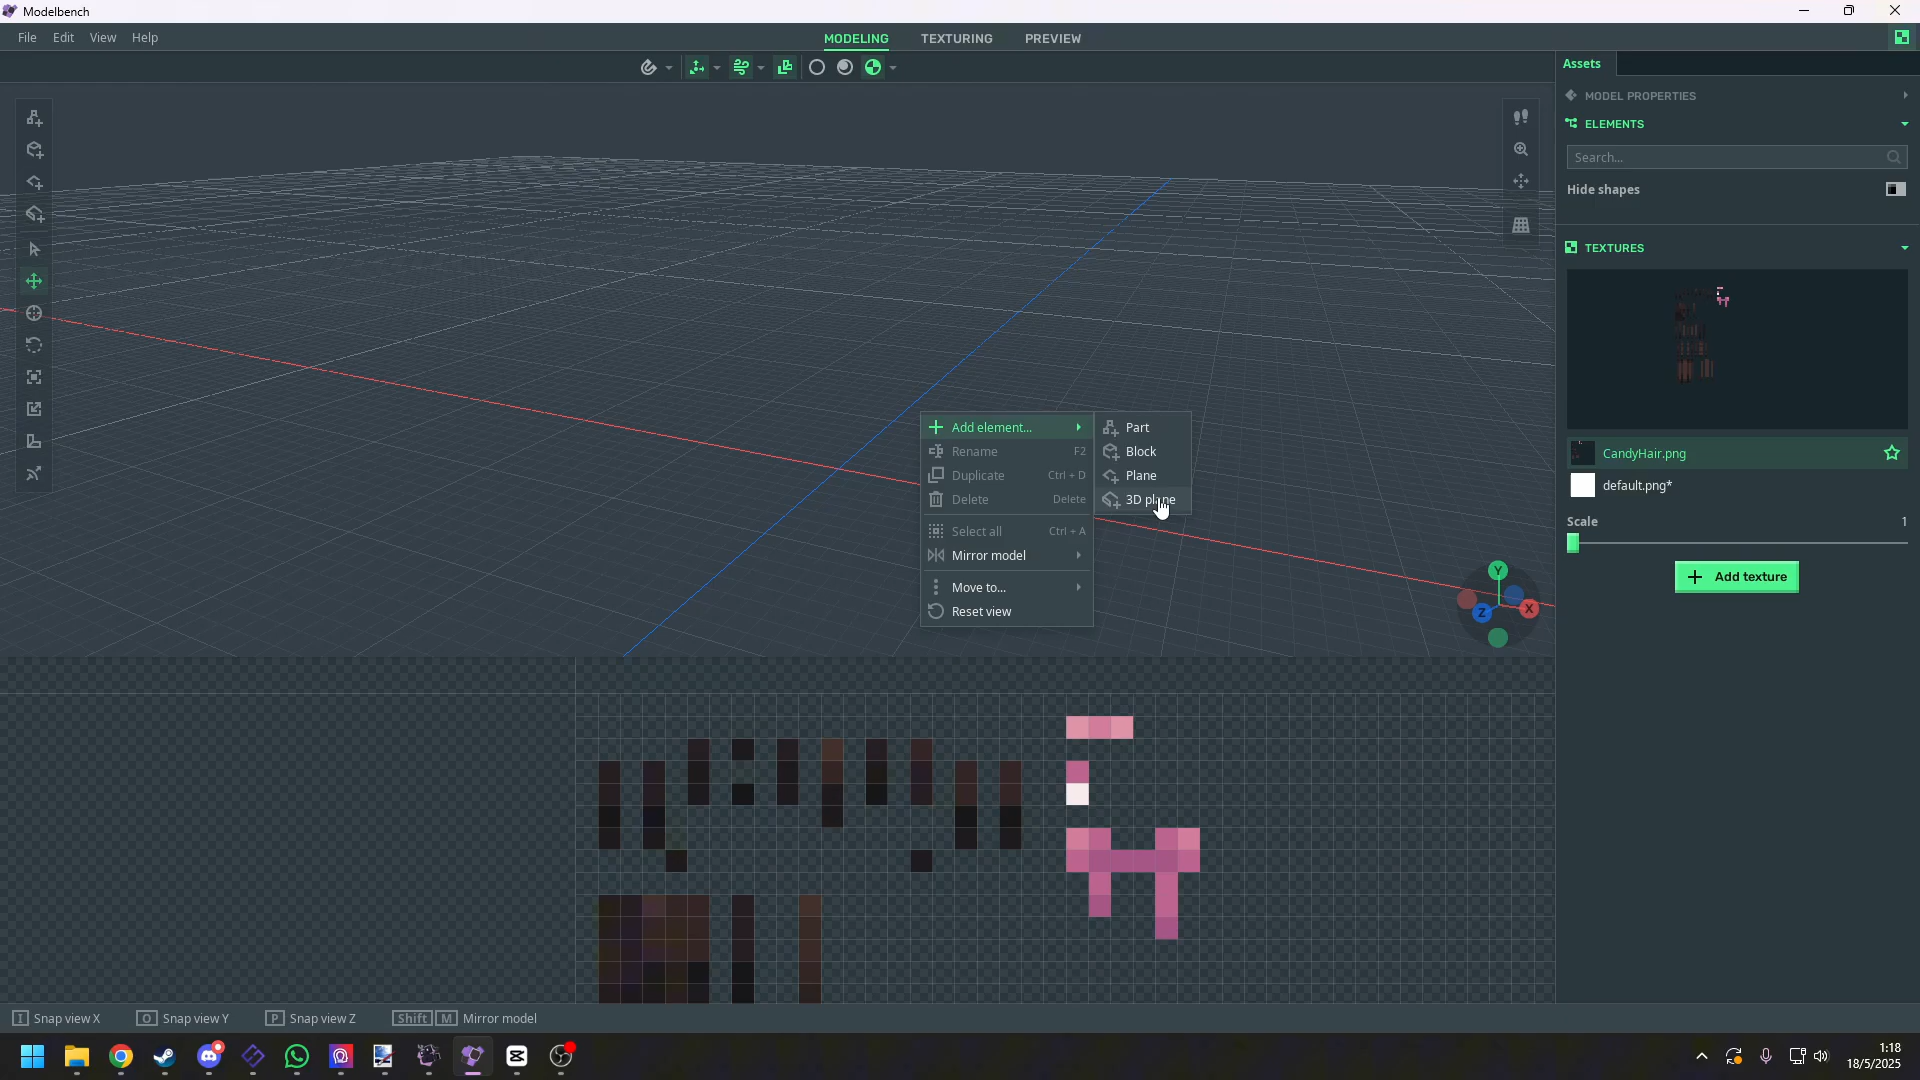 Modelbench
File Edit View Help
MODELING TEXTURING PREVIEW
Assets
MODEL PROPERTIES
ELEMENTS
Search...
Hide shapes
TEXTURES
CandyHair.png
default.png*
Scale 1
Add texture
Add element...
Rename F2
Duplicate Ctrl + D
Delete Delete
Select all Ctrl + A
Mirror model
Move to...
Reset view
Part
Block
Plane
3D plane
Y
Z
X
I Snap view X O Snap view Y P Snap view Z Shift M Mirror model
1:18
18/5/2025